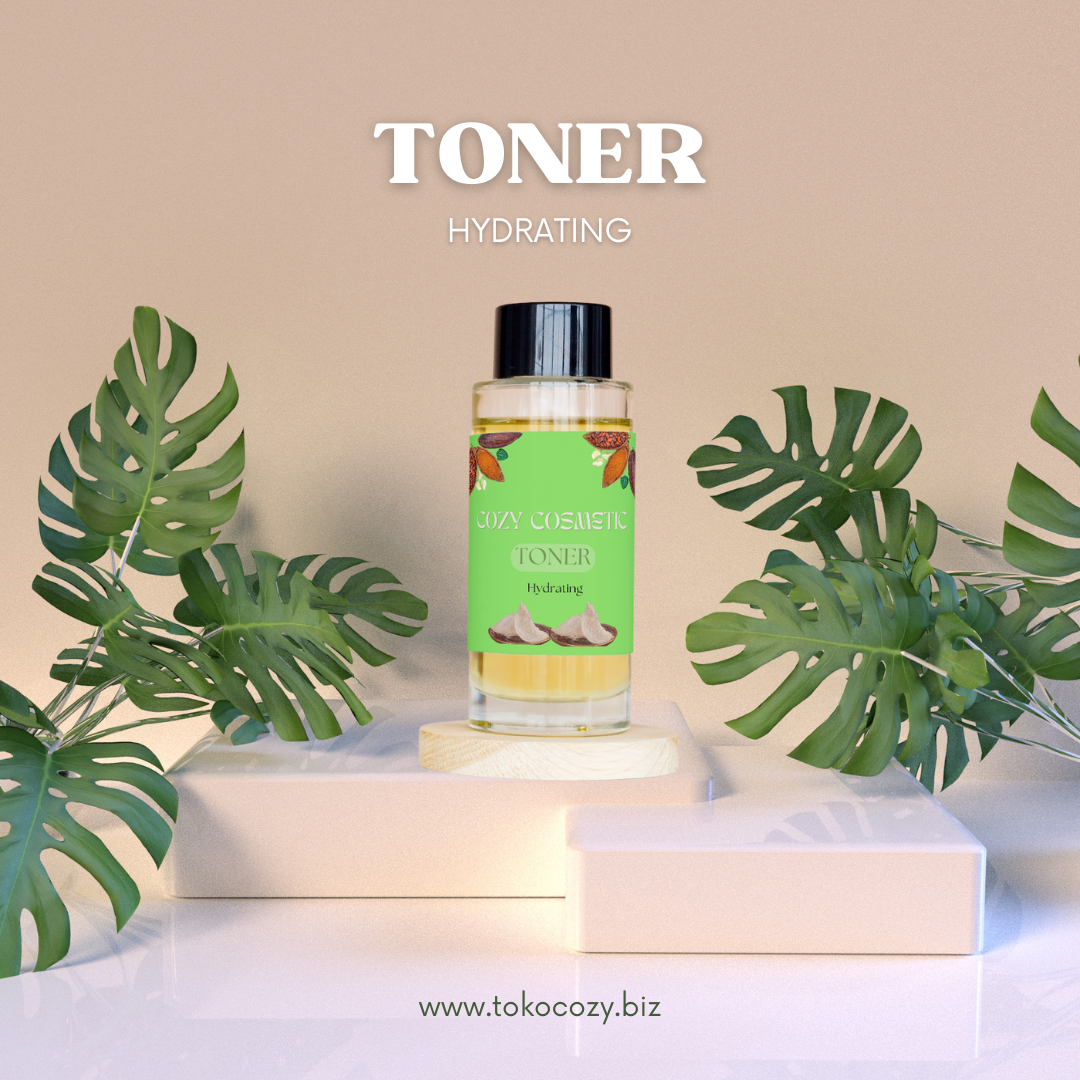 TONER
HYDRATING
COZY COSMETIC
TONER
Hydrating
www.tokocozy.biz